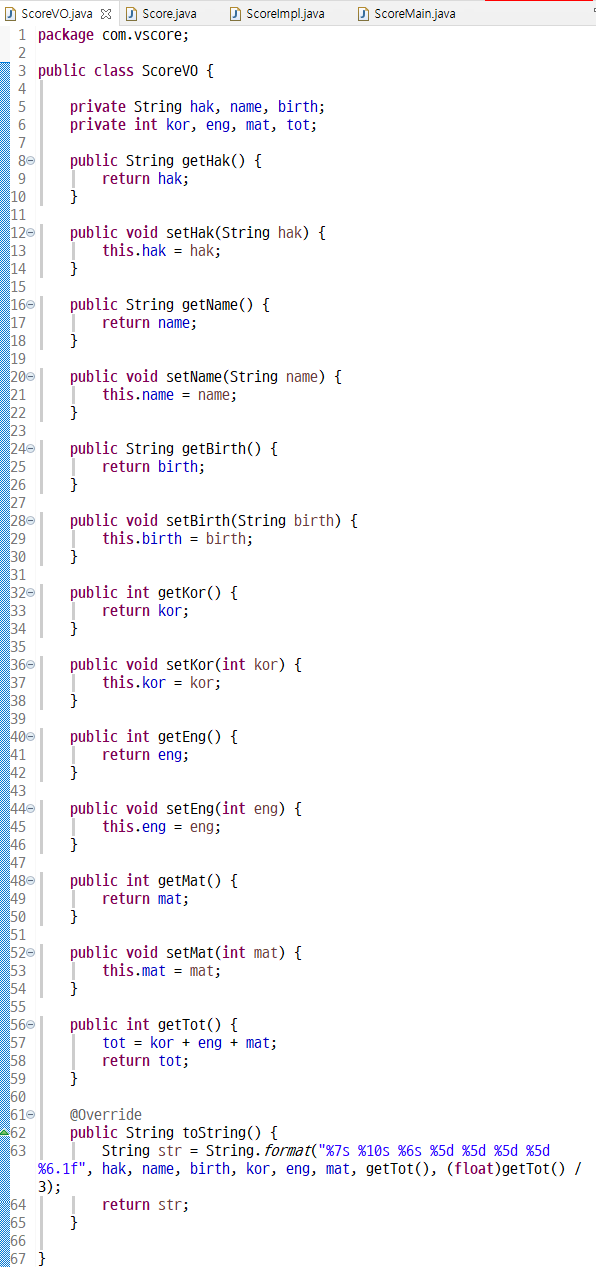 ScoreVO.java Score.java ScoreImpl.java ScoreMain.java
1 package com.vscore;
2
3 public class ScoreVO {
4
5 private String hak, name, birth;
6 private int kor, eng, mat, tot;
7
8 public String getHak() {
9 return hak;
10 }
11
12 public void setHak(String hak) {
13 this.hak = hak;
14 }
15
16 public String getName() {
17 return name;
18 }
19
20 public void setName(String name) {
21 this.name = name;
22 }
23
24 public String getBirth() {
25 return birth;
26 }
27
28 public void setBirth(String birth) {
29 this.birth = birth;
30 }
31
32 public int getKor() {
33 return kor;
34 }
35
36 public void setKor(int kor) {
37 this.kor = kor;
38 }
39
40 public int getEng() {
41 return eng;
42 }
43
44 public void setEng(int eng) {
45 this.eng = eng;
46 }
47
48 public int getMat() {
49 return mat;
50 }
51
52 public void setMat(int mat) {
53 this.mat = mat;
54 }
55
56 public int getTot() {
57 tot = kor + eng + mat;
58 return tot;
59 }
60
61 @Override
62 public String toString() {
63 String str = String.format("%7s %10s %6s %5d %5d %5d %5d
%6.1f", hak, name, birth, kor, eng, mat, getTot(), (float)getTot() /
3);
64 return str;
65 }
66
67 }